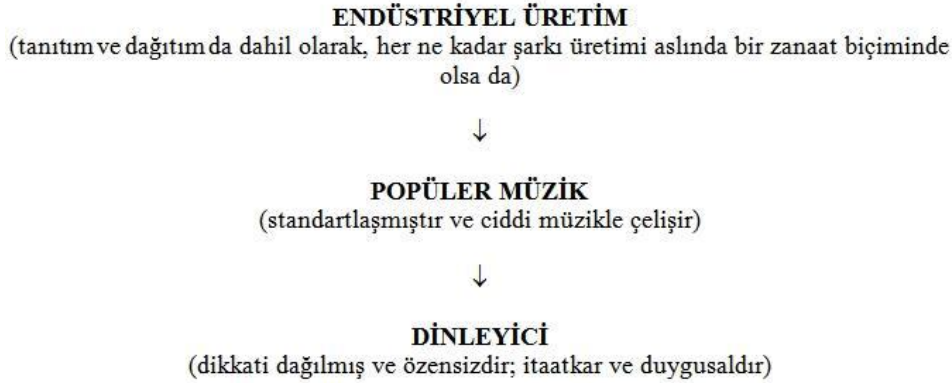 ENDÜSTRİYEL ÜRETİM
(tanıtım ve dağıtım da dahil olarak, her ne kadar şarkı üretimi aslında bir zanaat biçiminde
olsa da)
↓
POPÜLER MÜZİK
(standartlaşmıştır ve ciddi müzikle çelişir)
↓
DİNLEYİCİ
(dikkati dağılmış ve özensizdir; itaatkar ve duygusaldır)